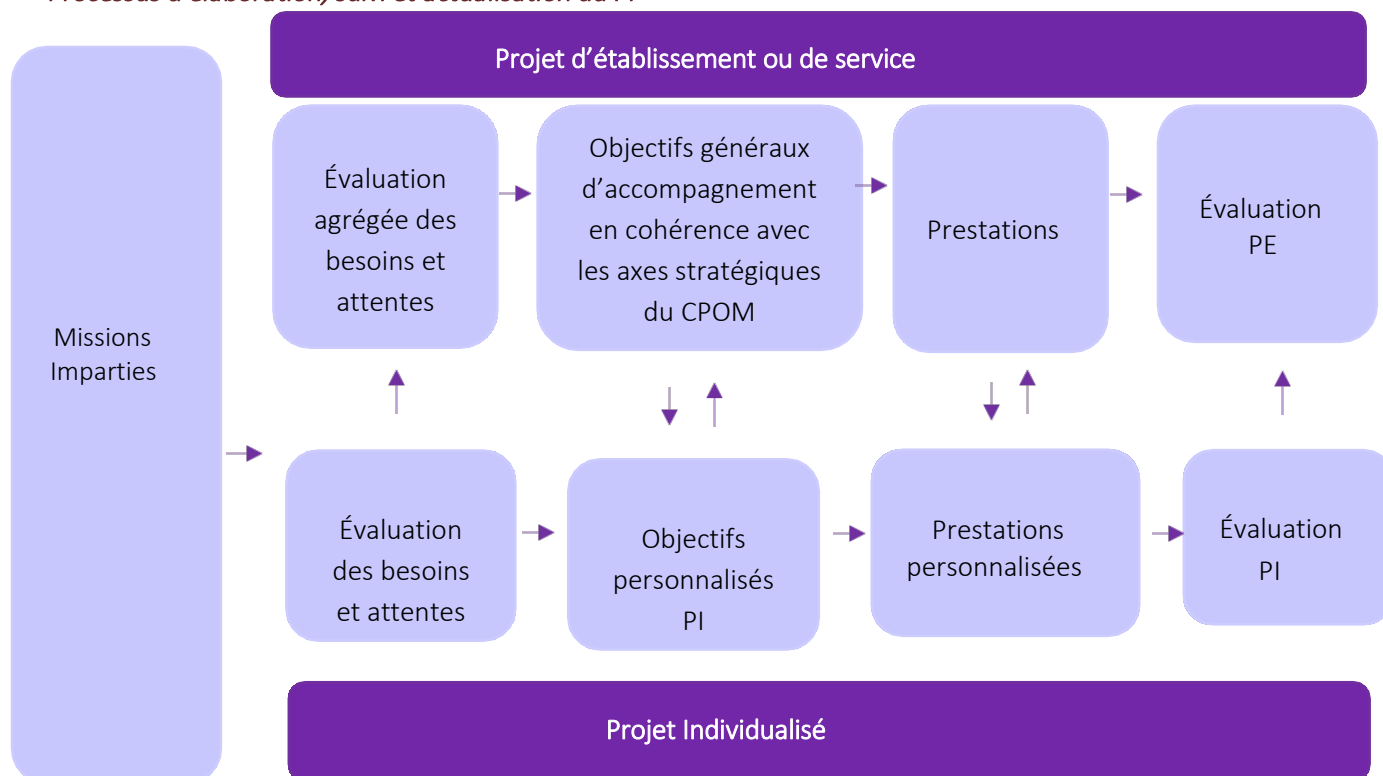 Projet d'établissement ou de service
Missions
Imparties
Évaluation
agrégée des
besoins et
attentes
Objectifs généraux
d'accompagnement
en cohérence avec
les axes stratégiques
du CPOM
Prestations
Évaluation
PE
Évaluation
des besoins
et attentes
Objectifs
personnalisés
PI
Prestations
personnalisées
Évaluation
PI
Projet Individualisé